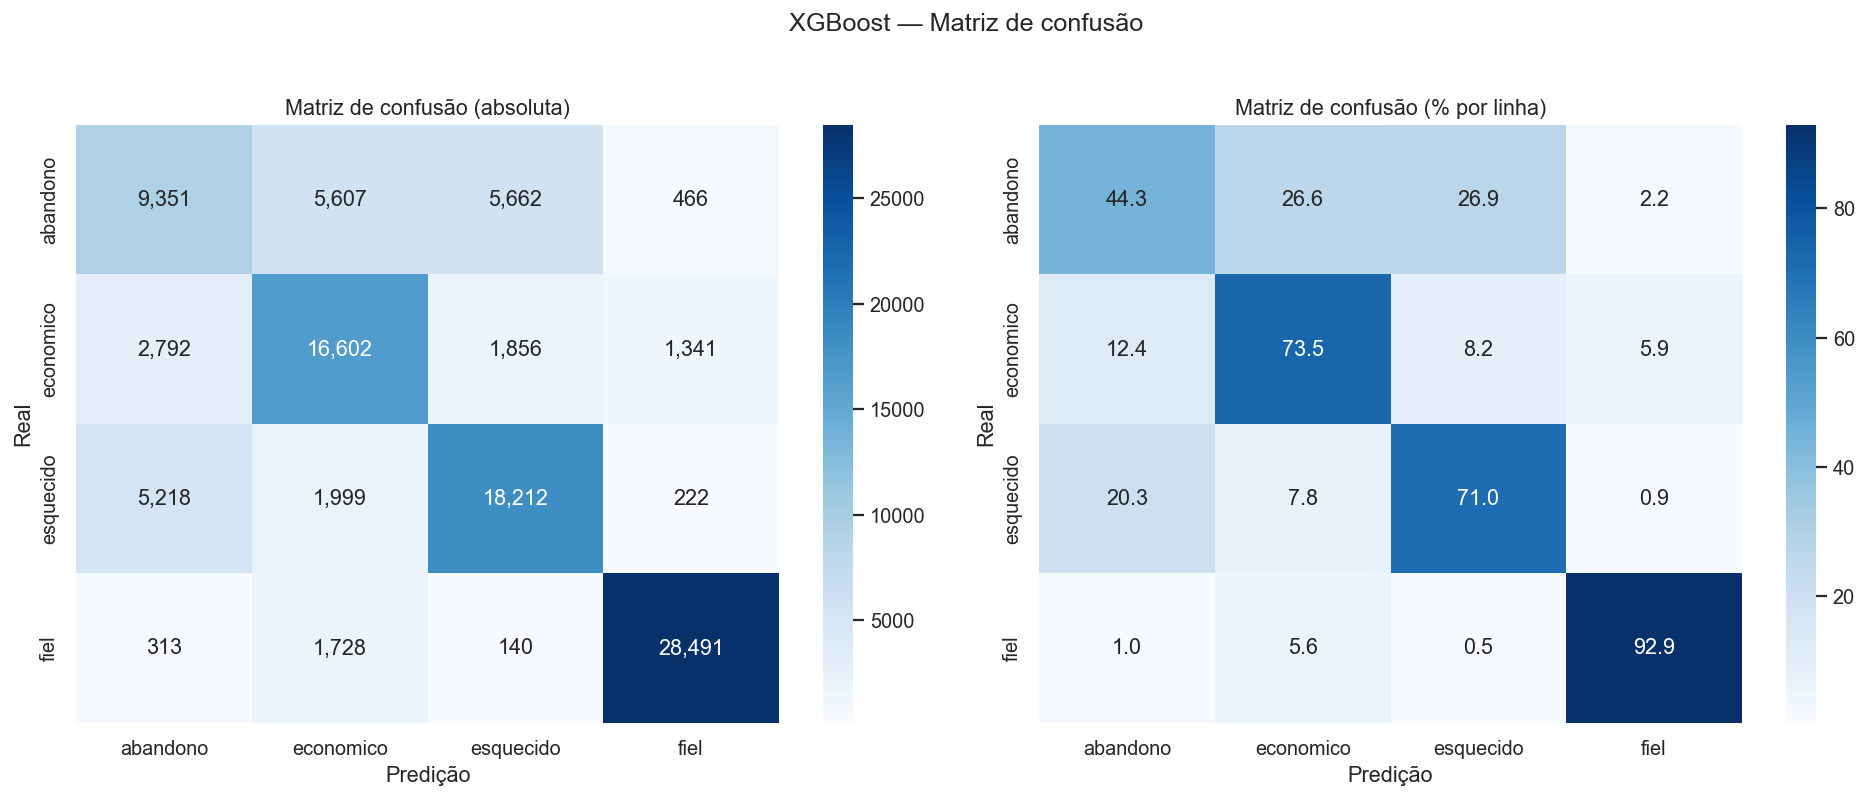 XGBoost — Matriz de confusão
Matriz de confusão (absoluta)
Real
abandono
9,351 5,607 5,662 466
economico
2,792 16,602 1,856 1,341
esquecido
5,218 1,999 18,212 222
fiel
313 1,728 140 28,491
abandono economico esquecido fiel
Predição
25000
20000
15000
10000
5000
Matriz de confusão (% por linha)
Real
abandono
44.3 26.6 26.9 2.2
economico
12.4 73.5 8.2 5.9
esquecido
20.3 7.8 71.0 0.9
fiel
1.0 5.6 0.5 92.9
abandono economico esquecido fiel
Predição
80
60
40
20